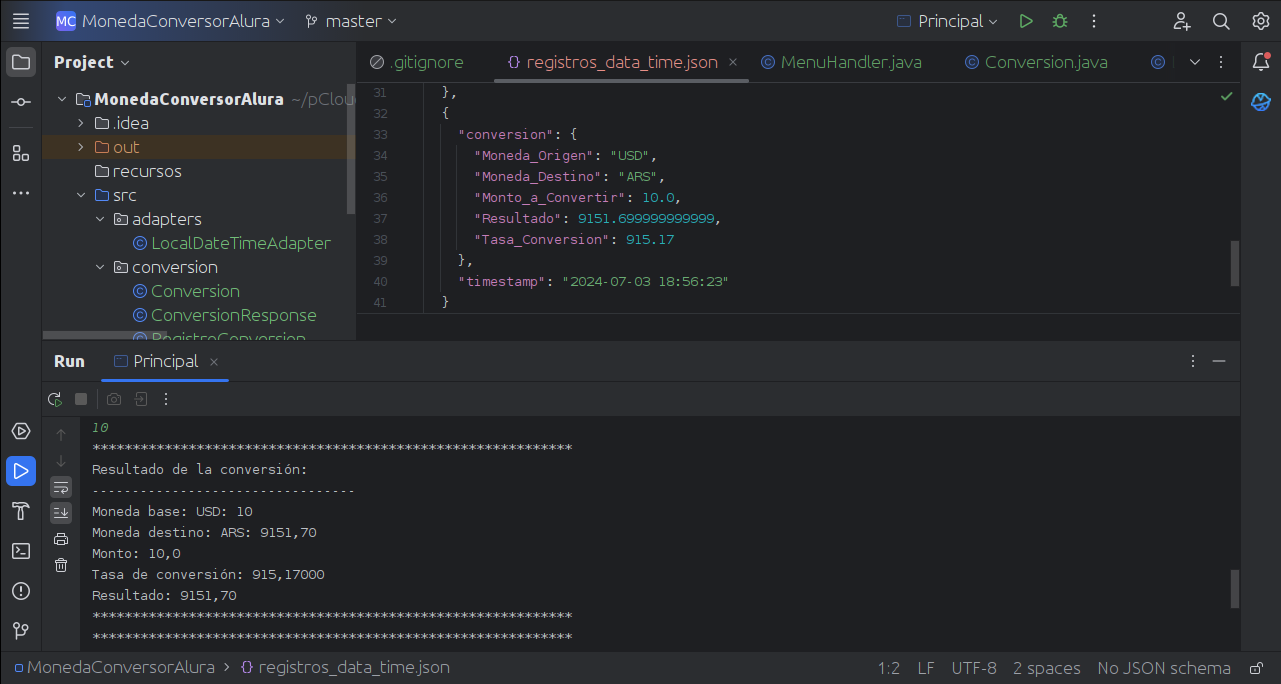 MC MonedaConversorAlura master Principal
Project
.gitignore
registros_data_time.json
MenuHandler.java
Conversion.java
MonedaConversorAlura ~/pClou
.idea
out
recursos
src
adapters
LocalDateTimeAdapter
conversion
Conversion
ConversionResponse
RegistroConversion
31 },
32 {
33 "conversion": {
34 "Moneda_Origen": "USD",
35 "Moneda_Destino": "ARS",
36 "Monto_a_Convertir": 10.0,
37 "Resultado": 9151.699999999999,
38 "Tasa_Conversion": 915.17
39 },
40 "timestamp": "2024-07-03 18:56:23"
41 }
Run Principal
10
************************************************************
Resultado de la conversión:
---------------------------------
Moneda base: USD: 10
Moneda destino: ARS: 9151,70
Monto: 10,0
Tasa de conversión: 915,17000
Resultado: 9151,70
************************************************************
************************************************************
MonedaConversorAlura > {} registros_data_time.json 1:2 LF UTF-8 2 spaces No JSON schema